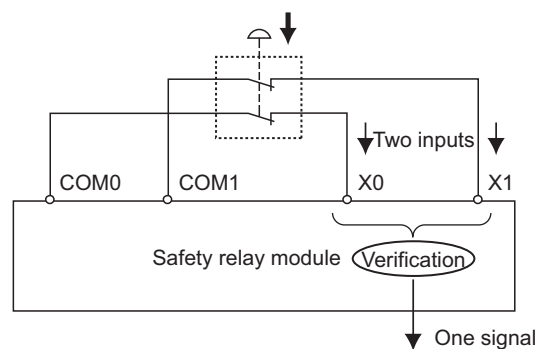 Two inputs
COM0
COM1
X0
X1
Safety relay module
Verification
One signal